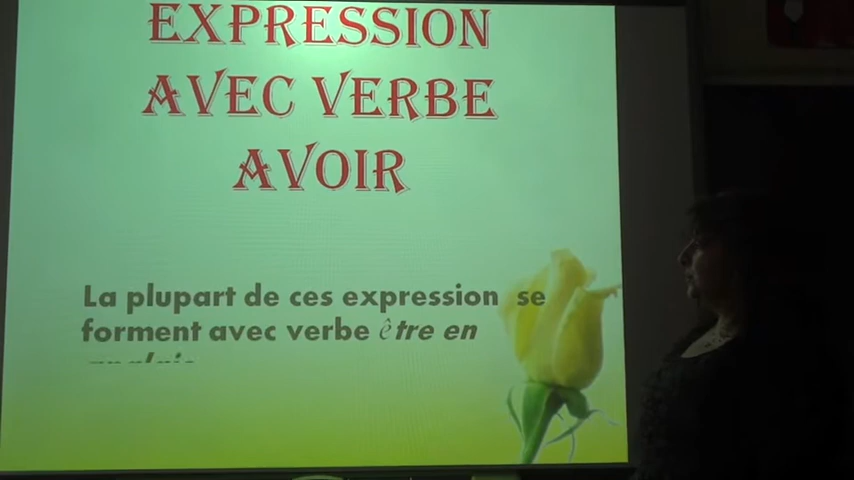 EXPRESSION
AVEC VERBE
AVOIR
La plupart de ces expression se
forment avec verbe être en